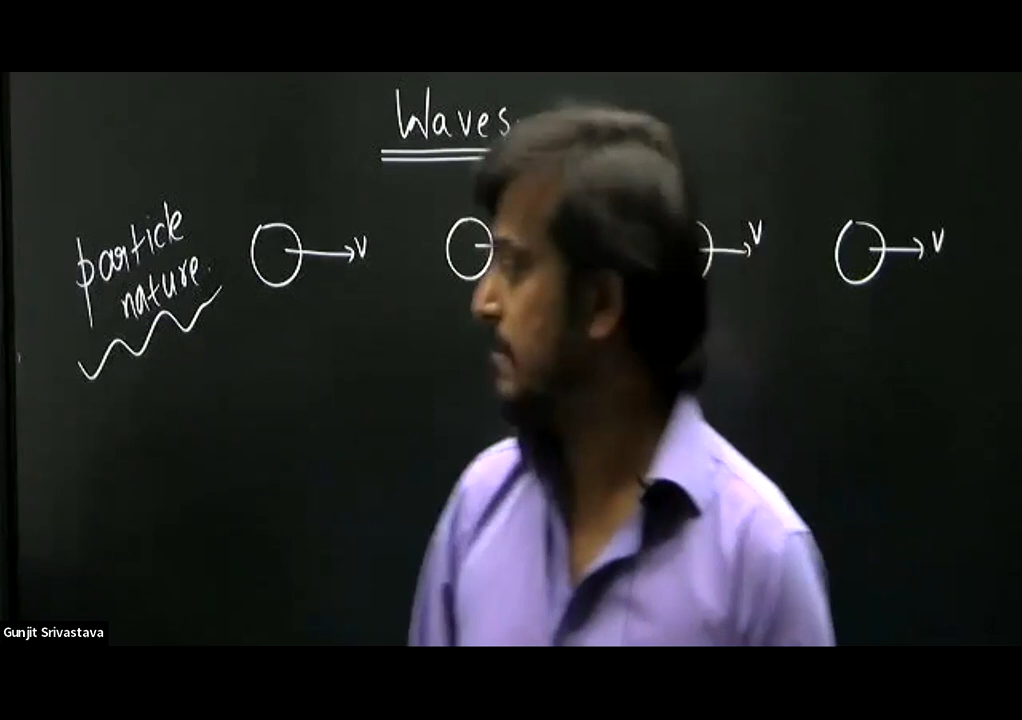 Waves
particle
nature.
v
v
v
Gunjit Srivastava